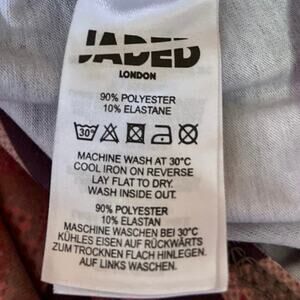 JADED
LONDON
90% POLYESTER
10% ELASTANE
30°
MACHINE WASH AT 30°C
COOL IRON ON REVERSE
LAY FLAT TO DRY.
WASH INSIDE OUT.
90% POLYESTER
10% ELASTAN
MASCHINE WASCHEN BEI 30°C
KÜHLES EISEN AUF RÜCKWÄRTS
ZUM TROCKNEN FLACH HINLEGEN.
AUF LINKS WASCHEN.